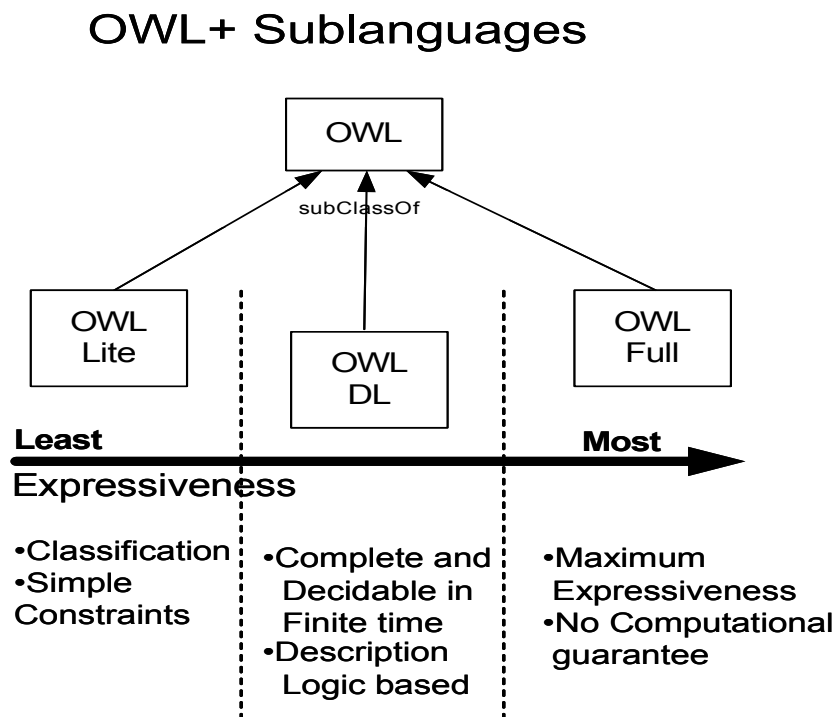 OWL+ Sublanguages
OWL
subClassOf
OWL
Lite
OWL
DL
OWL
Full
Least
Most
Expressiveness
•Classification
•Simple
Constraints
•Complete and
Decidable in
Finite time
•Description
Logic based
•Maximum
Expressiveness
•No Computational
guarantee